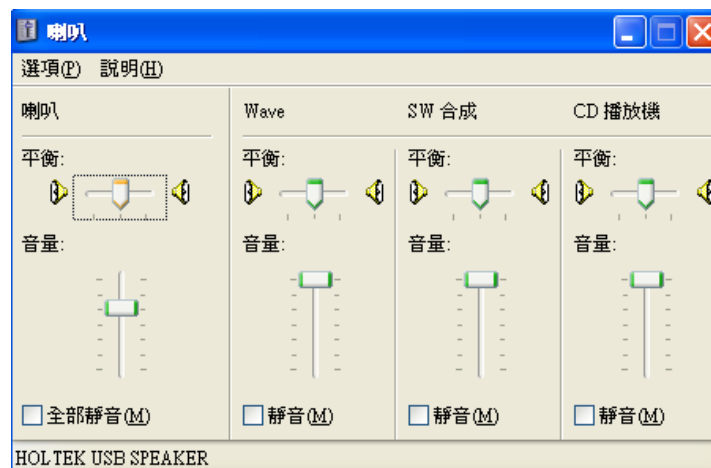 喇叭
選項(P) 說明(H)
喇叭 Wave SW 合成 CD 播放機
平衡: 平衡: 平衡: 平衡:
音量: 音量: 音量: 音量:
全部靜音(M) 靜音(M) 靜音(M) 靜音(M)
HOLTEK USB SPEAKER